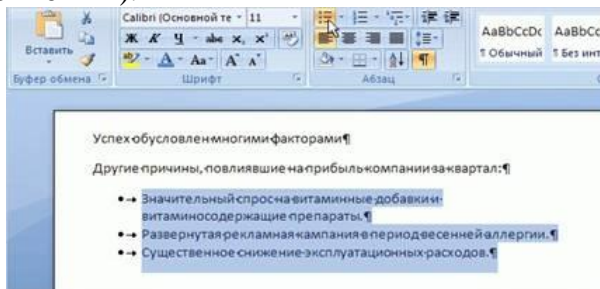 Calibri (Основной те 11
Вставить
Ж К Ч abc x, x'
Aa A A
Буфер обмена
Шрифт
Абзац
AaBbCcDc AaBbCc
¶ Обычный ¶ Без инт
Успех·обусловлен·многими·факторами¶
Другие·причины,·повлиявшие·на·прибыль·компании·за·квартал:¶
•→ Значительный·спрос·на·витаминные·добавки·и·
витаминосодержащие·препараты.¶
•→ Развернутая·рекламная·кампания·в·период·весенней·аллергии.¶
•→ Существенное·снижение·эксплуатационных·расходов.¶